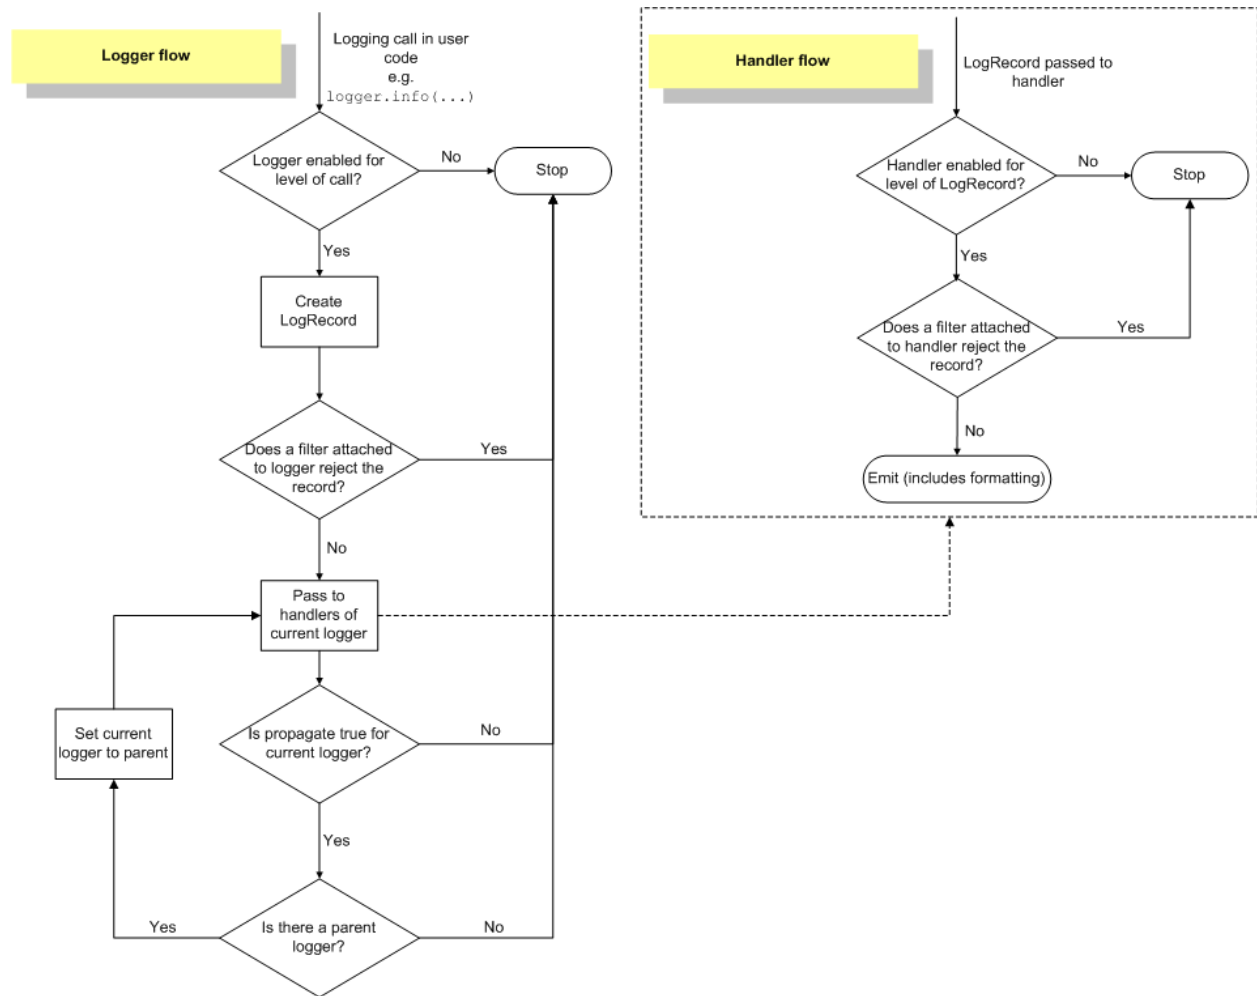 Logger flow
Logging call in user
code
e.g.
logger.info(...)
Logger enabled for
level of call?
No
Stop
Yes
Create
LogRecord
Does a filter attached
to logger reject the
record?
Yes
No
Pass to
handlers of
current logger
Set current
logger to parent
Is propagate true for
current logger?
No
Yes
Is there a parent
logger?
Yes
No
Handler flow
LogRecord passed to
handler
Handler enabled for
level of LogRecord?
No
Stop
Yes
Does a filter attached
to handler reject the
record?
Yes
No
Emit (includes formatting)